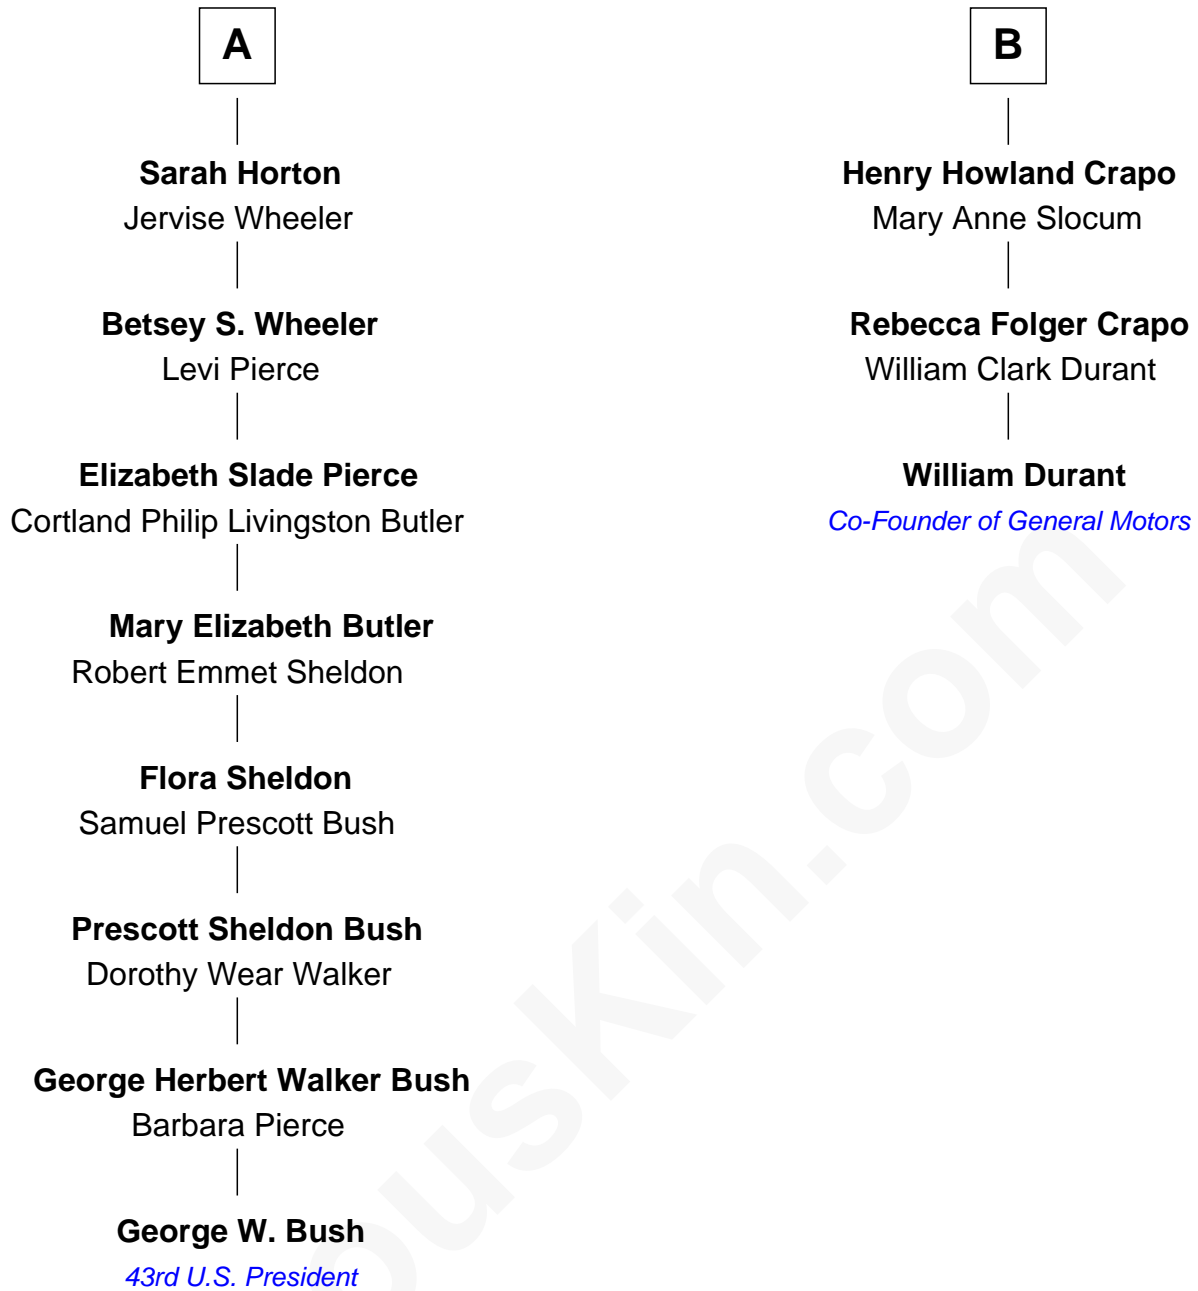 A
Sarah Horton
Jervise Wheeler
Betsey S. Wheeler
Levi Pierce
Elizabeth Slade Pierce
Cortland Philip Livingston Butler
Mary Elizabeth Butler
Robert Emmet Sheldon
Flora Sheldon
Samuel Prescott Bush
Prescott Sheldon Bush
Dorothy Wear Walker
George Herbert Walker Bush
Barbara Pierce
George W. Bush
43rd U.S. President
B
Henry Howland Crapo
Mary Anne Slocum
Rebecca Folger Crapo
William Clark Durant
William Durant
Co-Founder of General Motors
ousKin.com